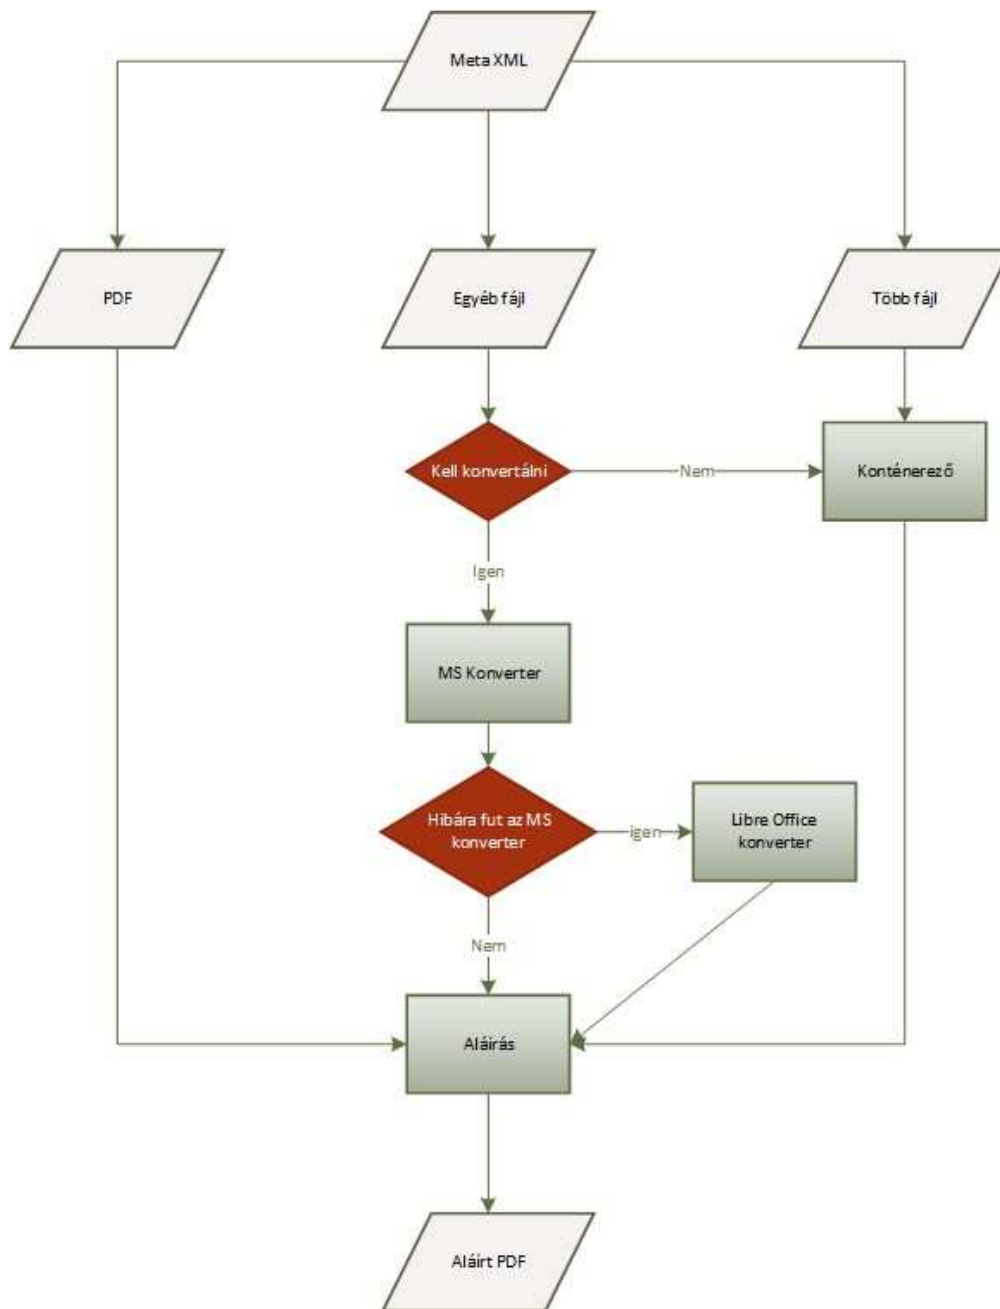 Meta XML
PDF
Egyéb fájl
Több fájl
Kell konvertálni
Nem
Konténerező
Igen
MS Konverter
Hibára fut az MS
konverter
igen
Libre Office
konverter
Nem
Aláírás
Aláírt PDF